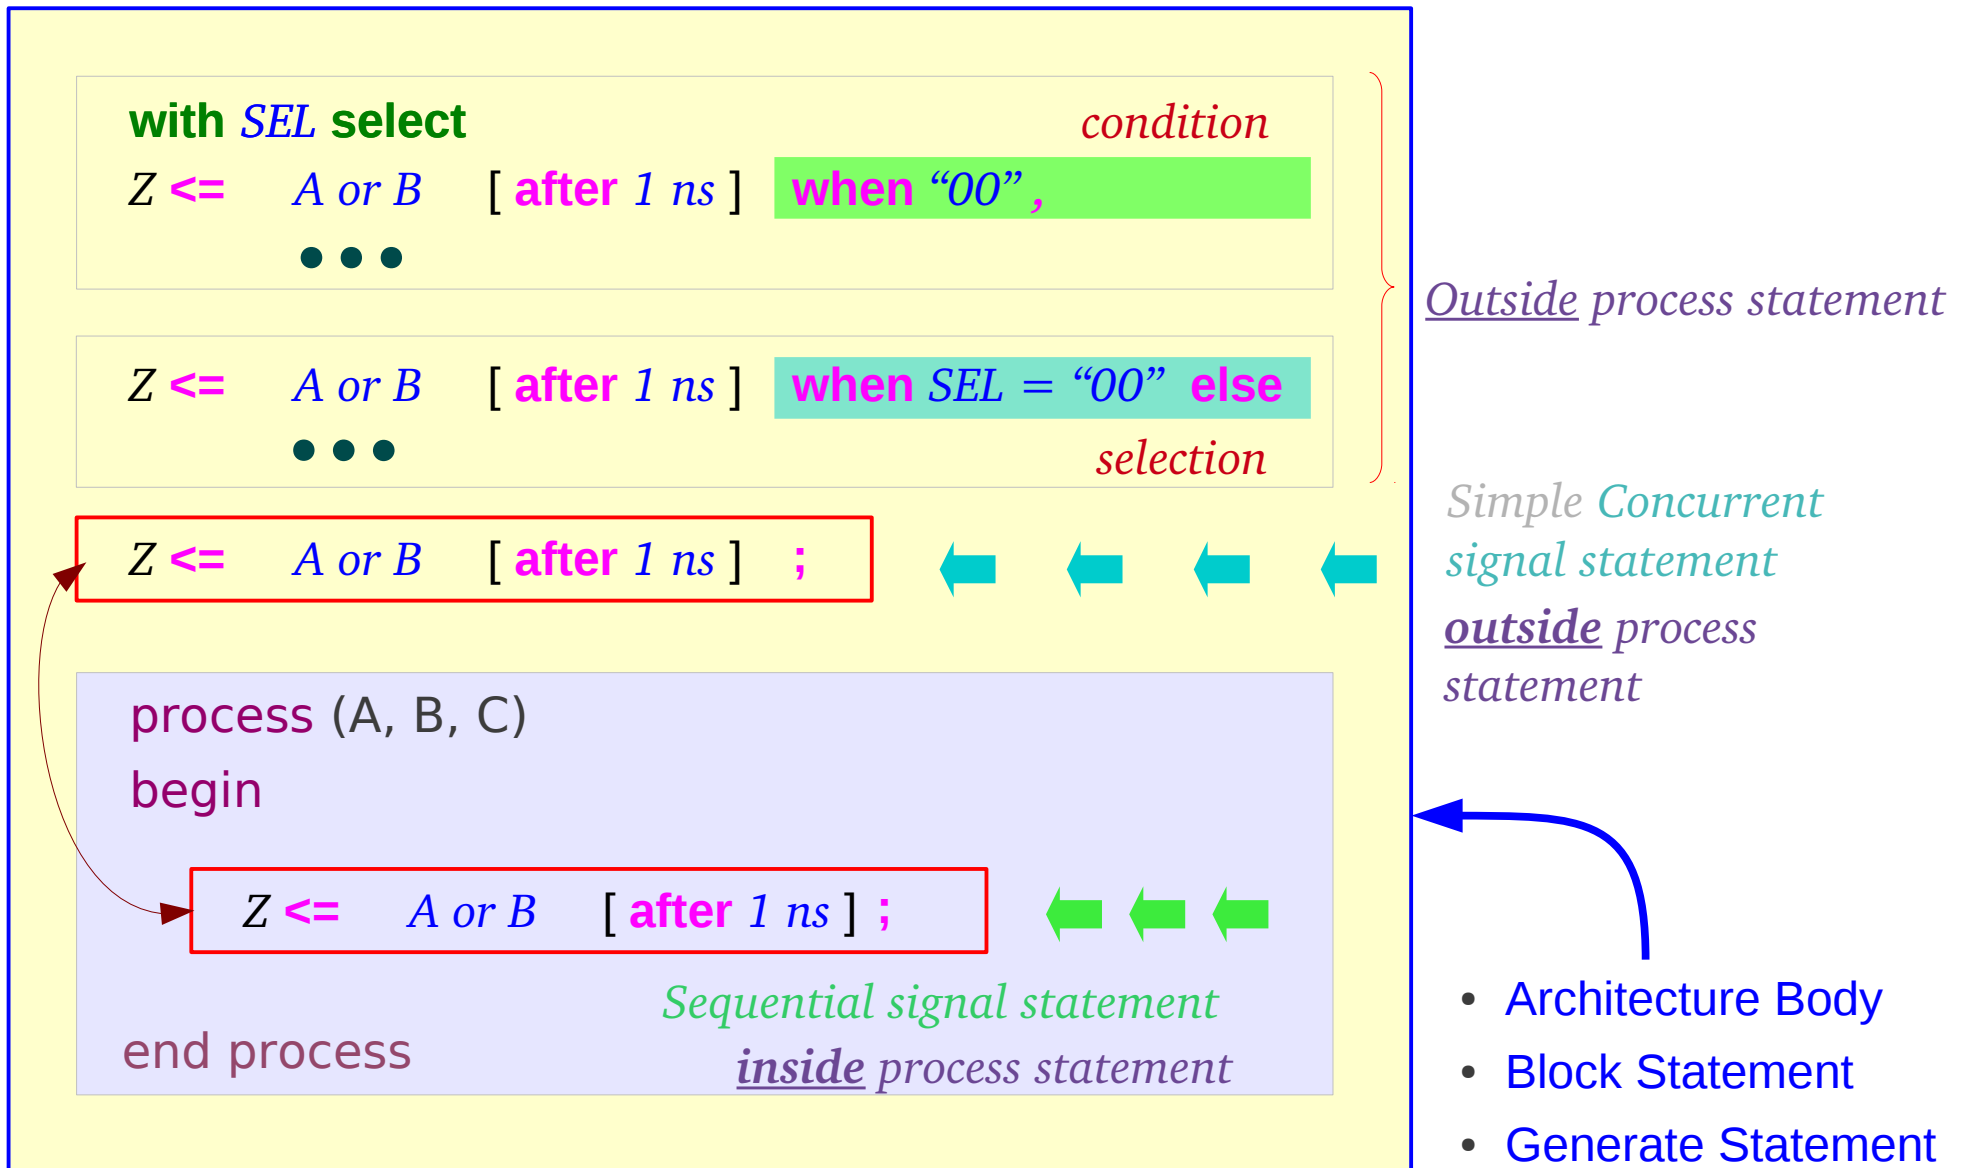 with SEL select
condition
Z <= A or B [ after 1 ns ] when “00” ,
Z <= A or B [ after 1 ns ] when SEL = “00” else
selection
Outside process statement
Z <= A or B [ after 1 ns ] ;
Simple Concurrent
signal statement
outside process
statement
process (A, B, C)
begin
Z <= A or B [ after 1 ns ] ;
Sequential signal statement
inside process statement
end process
• Architecture Body
• Block Statement
• Generate Statement